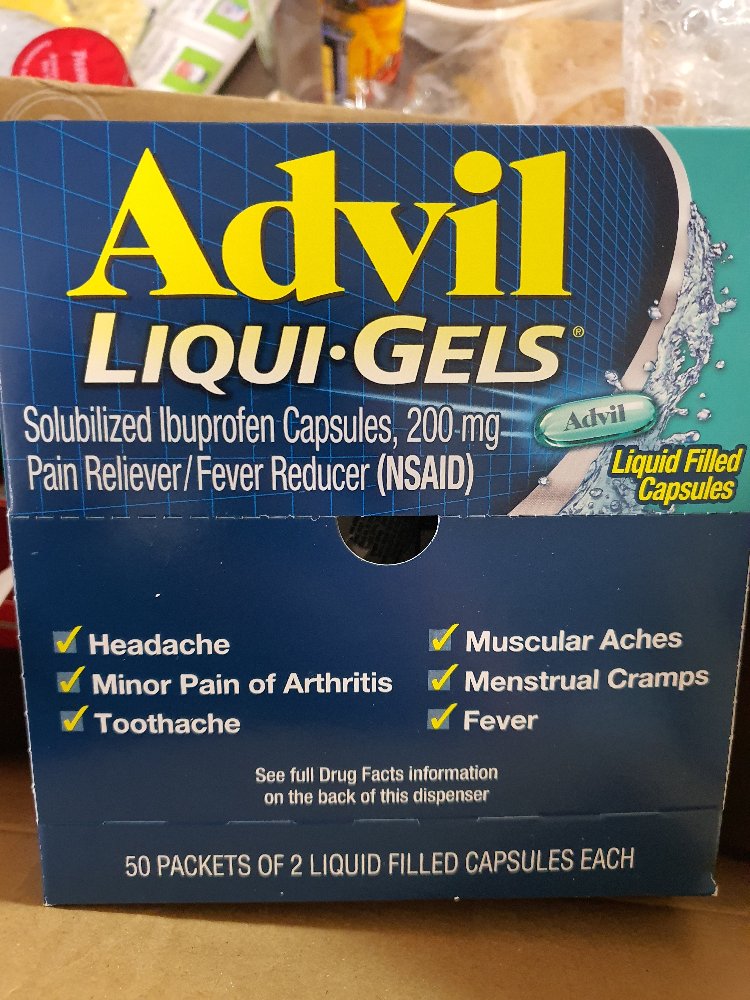 Advil
LIQUI·GELS®
Solubilized Ibuprofen Capsules, 200 mg
Pain Reliever/Fever Reducer (NSAID)
Advil
Liquid Filled
Capsules
Headache
Minor Pain of Arthritis
Toothache
Muscular Aches
Menstrual Cramps
Fever
See full Drug Facts information
on the back of this dispenser
50 PACKETS OF 2 LIQUID FILLED CAPSULES EACH